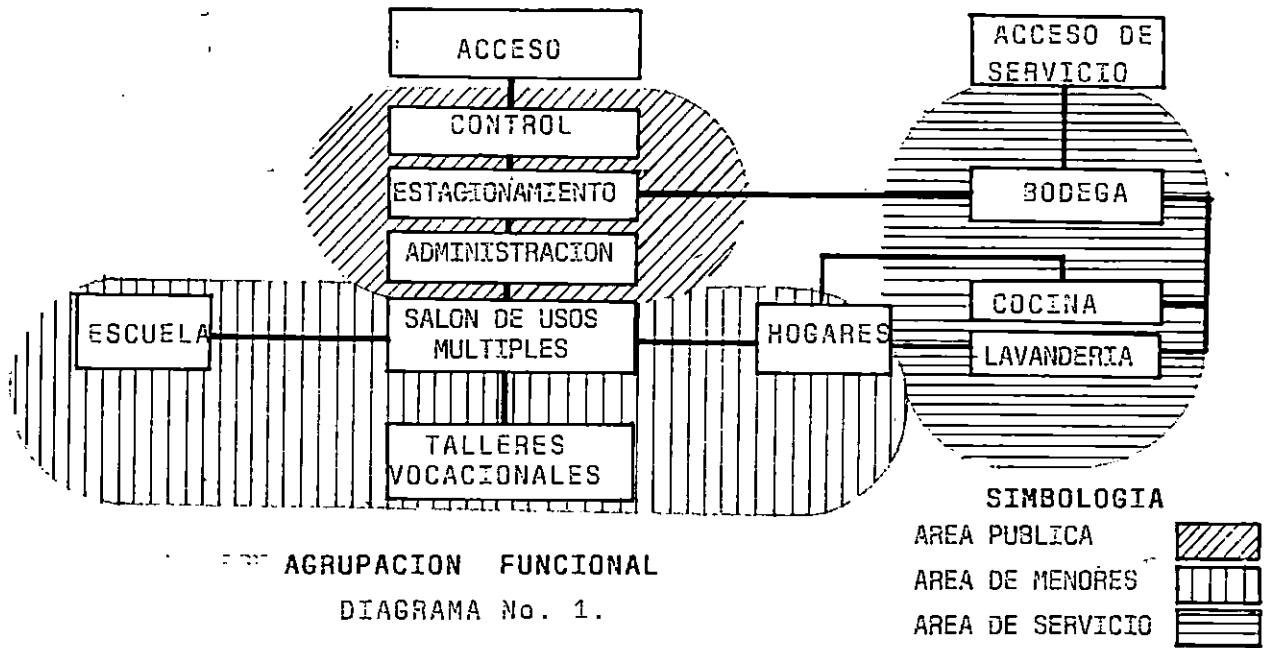 ACCESO
ACCESO DE
SERVICIO
CONTROL
ESTACIONAMIENTO
BODEGA
ADMINISTRACION
ESCUELA
SALON DE USOS
MULTIPLES
HOGARES
COCINA
LAVANDERIA
TALLERES
VOCACIONALES
SIMBOLOGIA
AREA PUBLICA
AREA DE MENORES
AREA DE SERVICIO
AGRUPACION FUNCIONAL
DIAGRAMA No. 1.